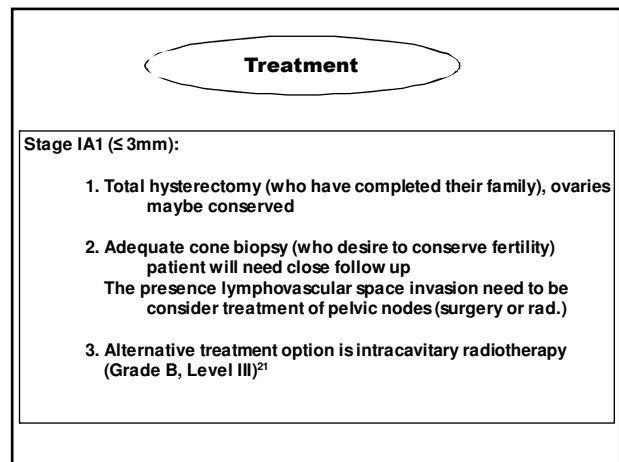 Treatment
Stage IA1 (≤ 3mm):
1. Total hysterectomy (who have completed their family), ovaries
maybe conserved
2. Adequate cone biopsy (who desire to conserve fertility)
patient will need close follow up
The presence lymphovascular space invasion need to be
consider treatment of pelvic nodes (surgery or rad.)
3. Alternative treatment option is intracavitary radiotherapy
(Grade B, Level III)21